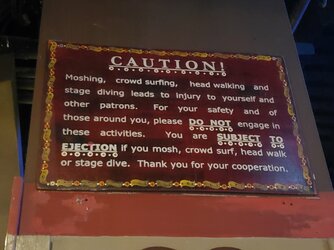 CAUTION!
Moshing, crowd surfing, head walking and
stage diving leads to injury to yourself and
other patrons. For your safety and of
those around you, please DO NOT engage in
these activities. You are SUBJECT TO
EJECTION if you mosh, crowd surf, head walk
or stage dive. Thank you for your cooperation.